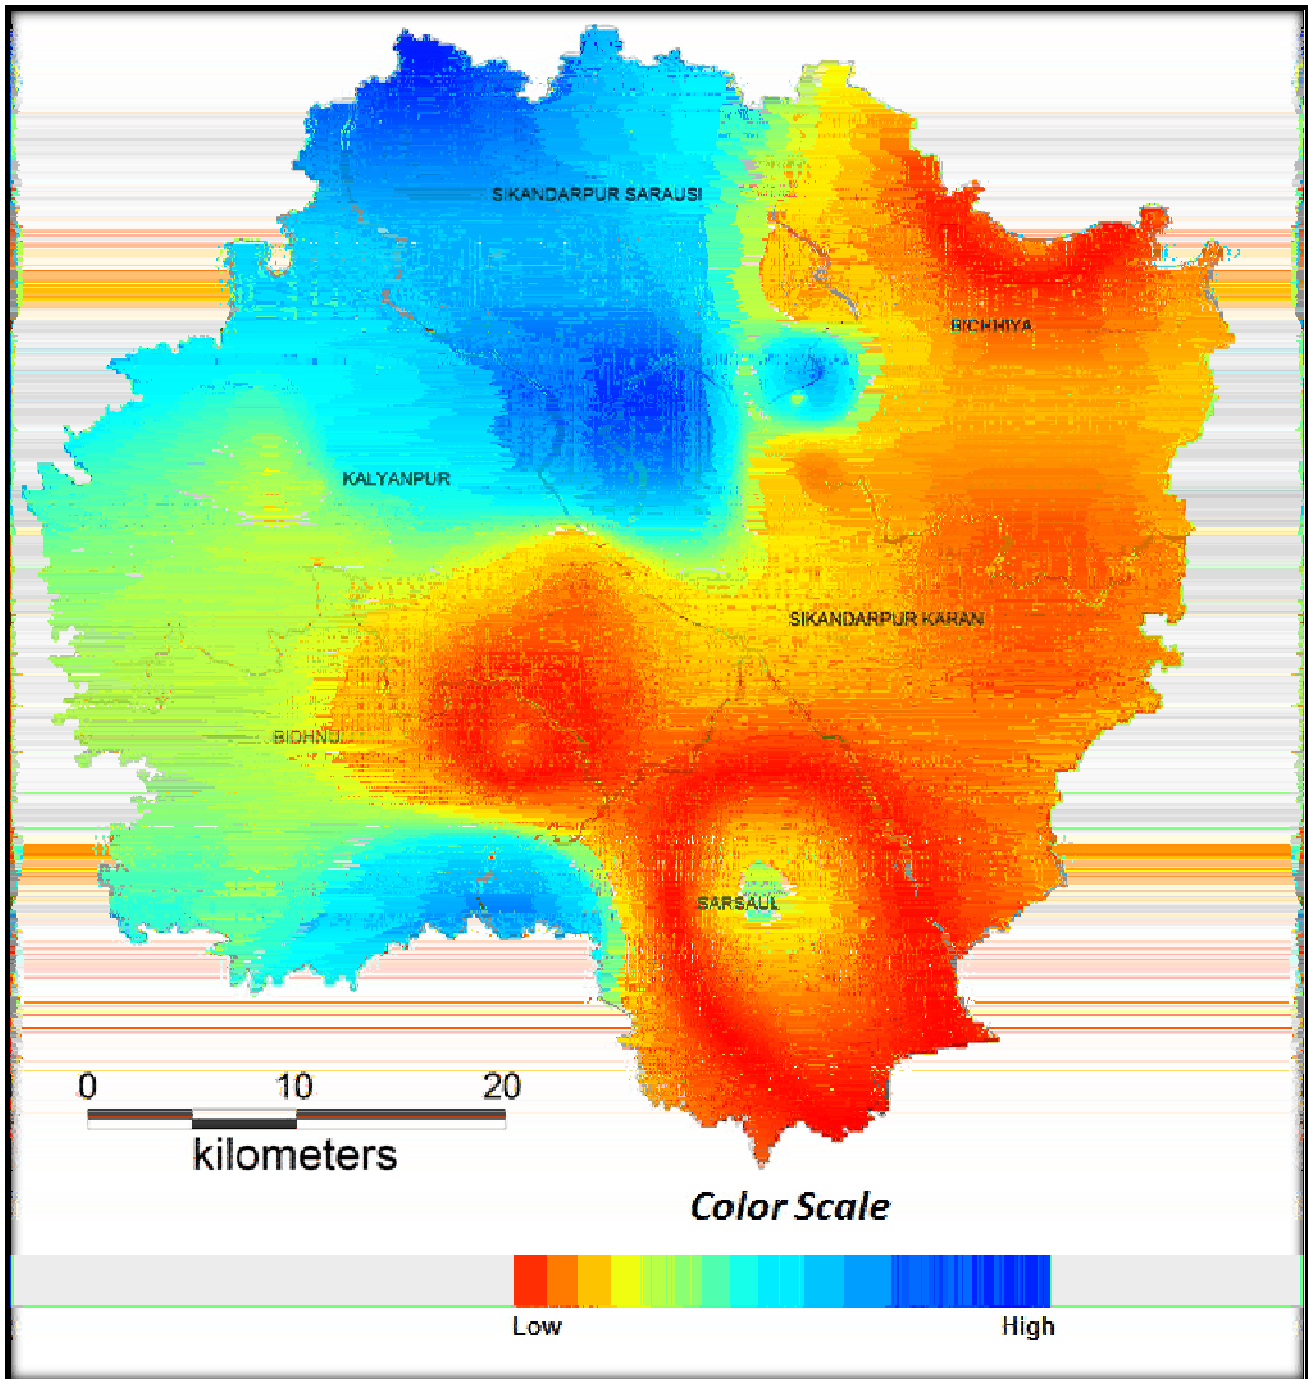 SIKANDARPUR SARAUSI
BICHHIYA
KALYANPUR
SIKANDARPUR KARAN
BIDHNU
SARSAUL
0 10 20
kilometers
Color Scale
Low High